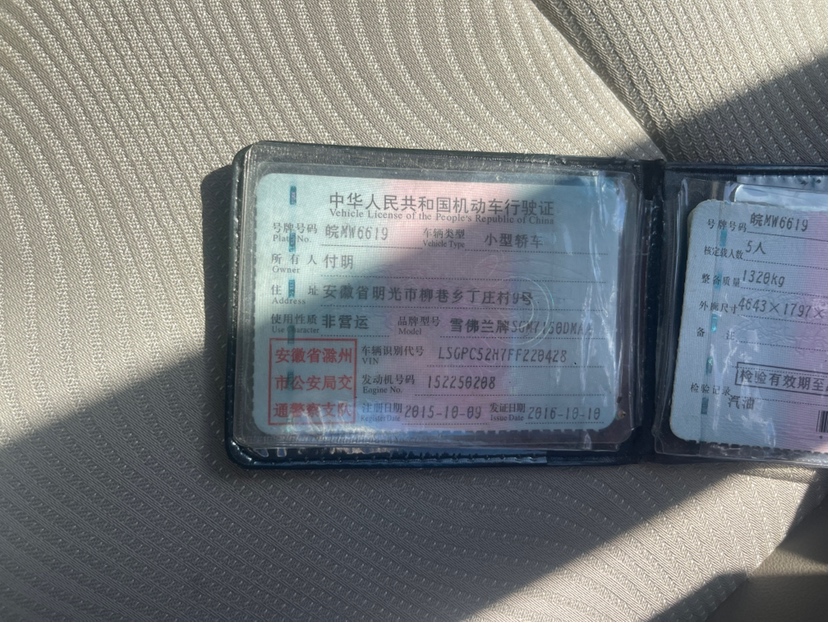 中华人民共和国机动车行驶证
Vehicle License of the People's Republic of China
号牌号码 皖MW6619 车辆类型 小型轿车
Plate No. Vehicle Type
所有人 付明
Owner
住址 安徽省明光市柳巷乡丁庄村9号
Address
使用性质 非营运 品牌型号 雪佛兰牌
Use Character Model
安徽省滁州
市公安局交
通警察支队
车辆识别代号 LSGPC52H7FF220428
VIN
发动机号码 152250208
Engine No.
注册日期 2015-10-09 发证日期 2016-10-10
Register Date Issue Date
号牌号码 皖MW6619
核定载人数 5人
整备质量 1320kg
外廓尺寸 4643×1797×
备注
检验有效期至
检验记录
汽油